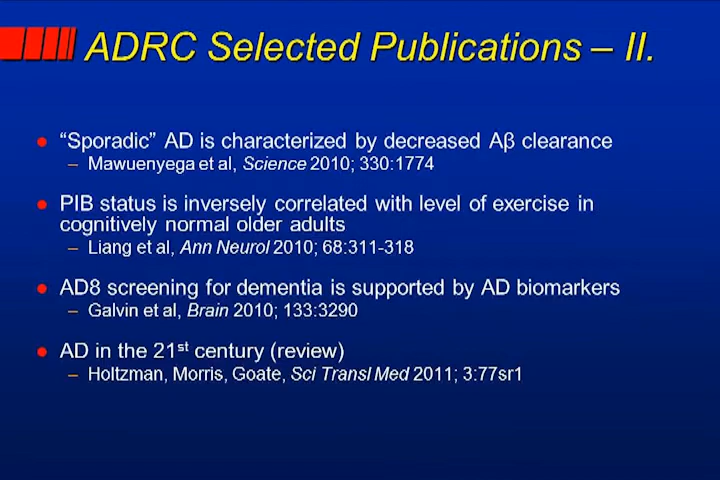 ADRC Selected Publications – II.
● “Sporadic” AD is characterized by decreased Aβ clearance
– Mawuenyega et al, Science 2010; 330:1774
● PIB status is inversely correlated with level of exercise in
cognitively normal older adults
– Liang et al, Ann Neurol 2010; 68:311-318
● AD8 screening for dementia is supported by AD biomarkers
– Galvin et al, Brain 2010; 133:3290
● AD in the 21st century (review)
– Holtzman, Morris, Goate, Sci Transl Med 2011; 3:77sr1